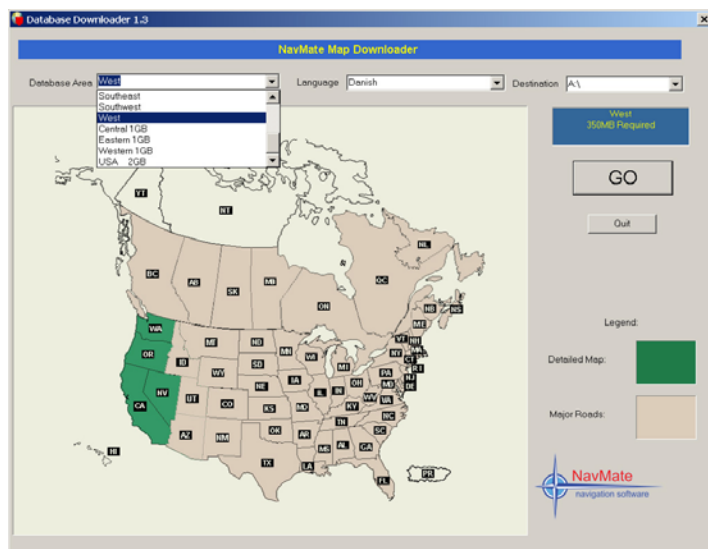 Database Downloader 1.3
NavMate Map Downloader
Database Area West Language Danish Destination A:\
Southeast
Southwest
West
Central 1GB
Eastern 1GB
Western 1GB
USA 2GB
West
350MB Required
GO
Quit
YT
NT
NL
BC
AB
SK
MB
ON
QC
NB
NS
WA
MT
ND
MN
WI
MI
ME
VT
NH
MA
NY
CT
RI
OR
ID
WY
SD
IA
NE
IL
IN
OH
PA
NJ
MD
DE
NV
UT
CO
KS
MO
KY
WV
VA
CA
AZ
NM
OK
AR
TN
NC
SC
MS
AL
GA
TX
LA
FL
HI
PR
Legend:
Detailed Map:
Major Roads:
NavMate
navigation software